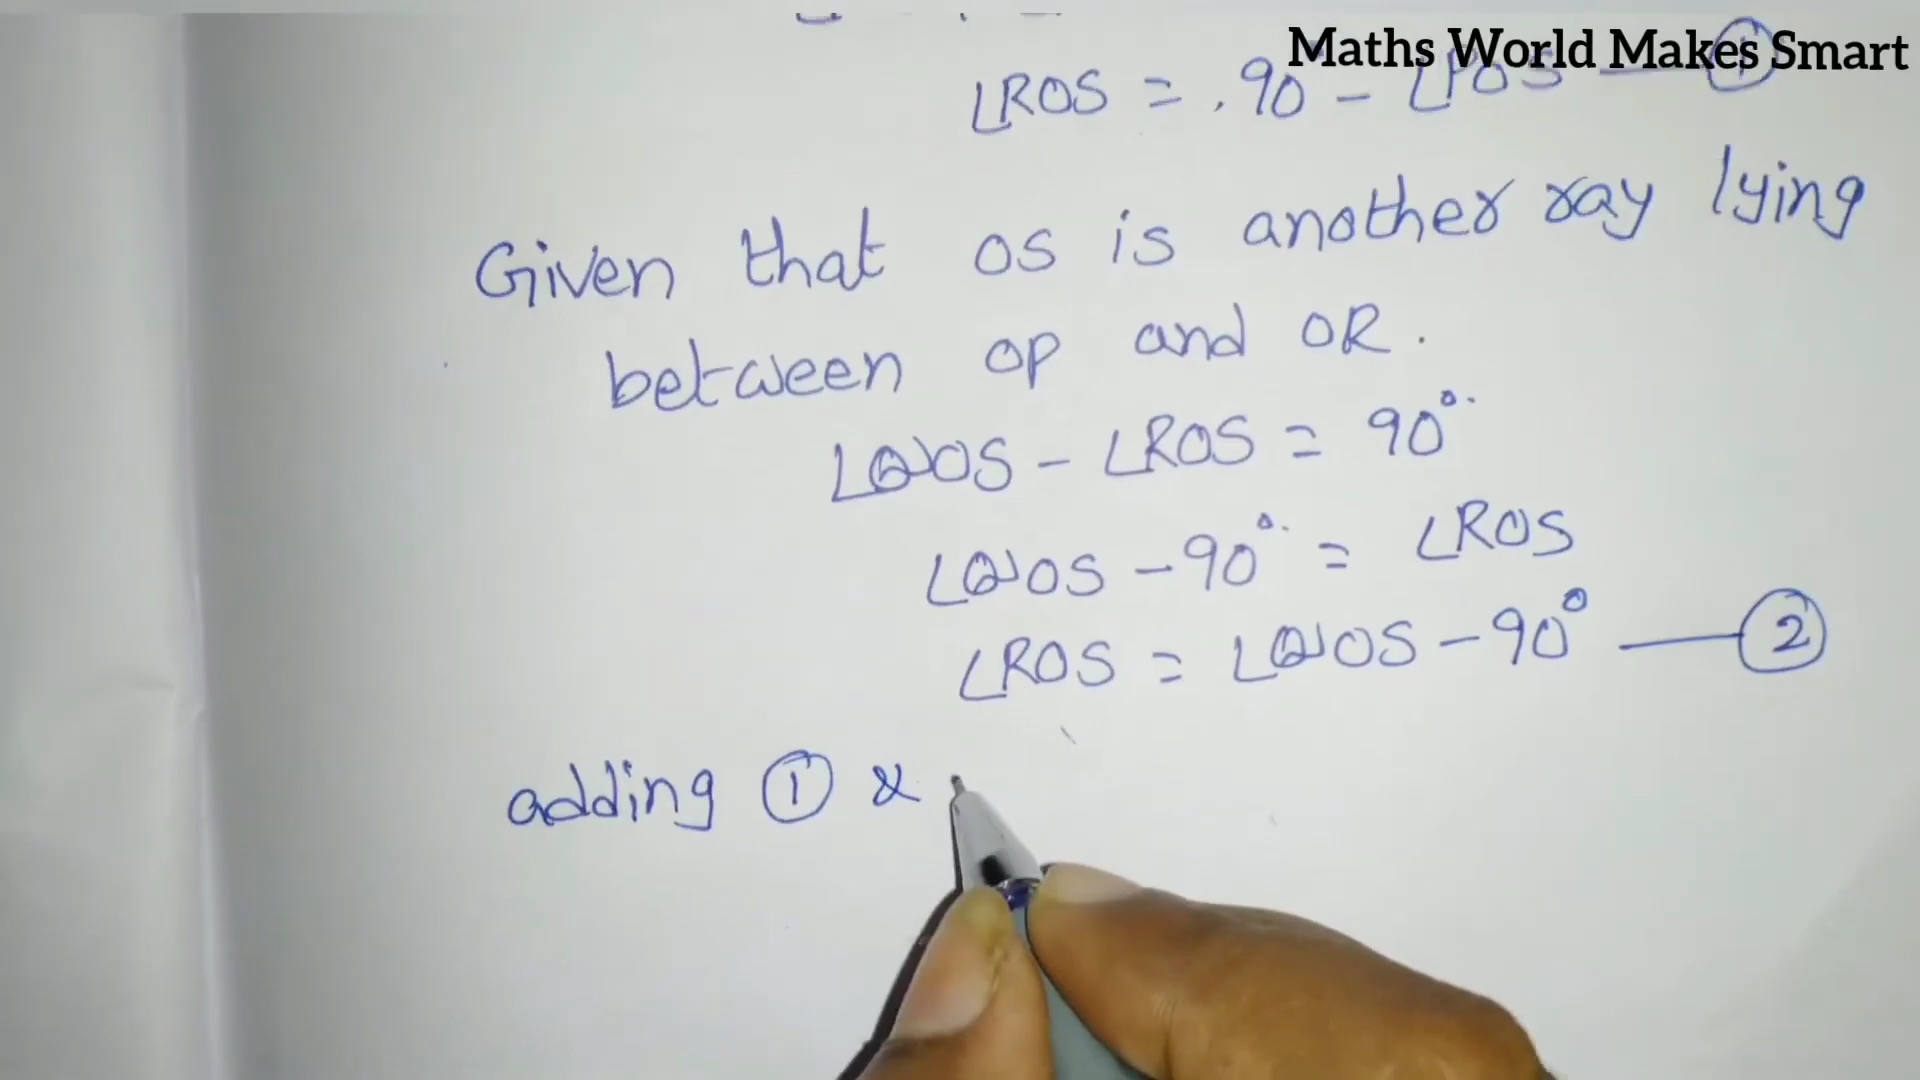 Maths World Makes Smart
∠ROS = 90° - ∠POS — ①
Given that OS is another ray lying
between OP and OR.
∠QOS - ∠ROS = 90°
∠QOS - 90° = ∠ROS
∠ROS = ∠QOS - 90° — ②
adding ① &